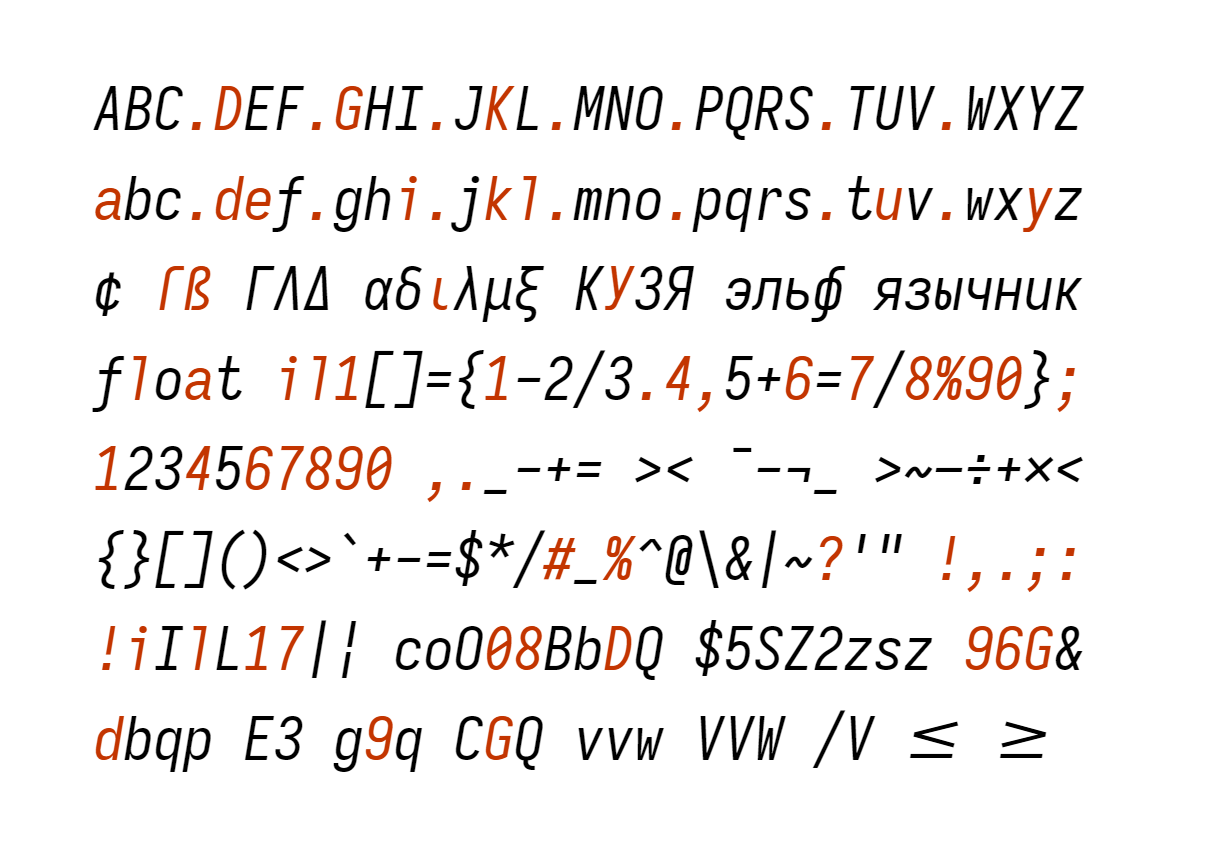 ABC.DEF.GHI.JKL.MNO.PQRS.TUV.WXYZ
abc.def.ghi.jkl.mno.pqrs.tuv.wxyz
¢ ẞß ΓΛΔ αδιλμξ КУЗЯ эльф язычник
float il1[]={1-2/3.4,5+6=7/8%90};
1234567890 ,._-+= >< ¯-¬_ >~–÷+×<
{}[]()<>`+-=$*/#_%^@\&|~?'" !,.;:
!iIlL17|¦ coO08BbDQ $5SZ2zsz 96G&
dbqp E3 g9q CGQ vvw VVW /V ≤ ≥